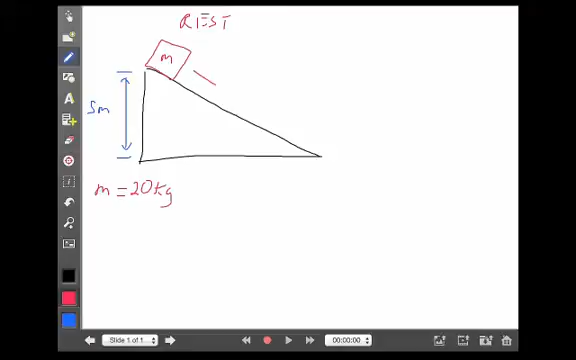 REST
m
5m
m = 20kg
Slide 1 of 1
00:00:00